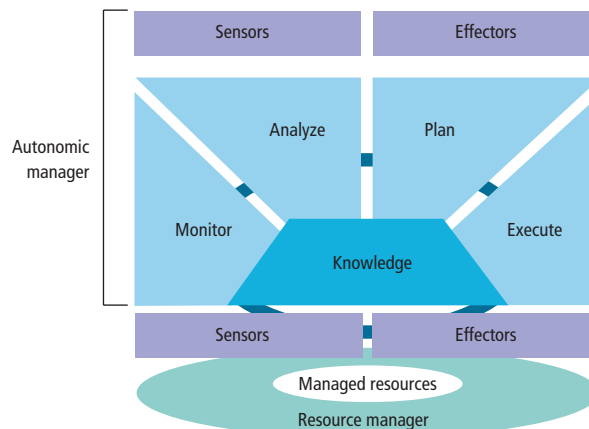 Sensors
Effectors
Analyze
Plan
Autonomic
manager
Monitor
Execute
Knowledge
Sensors
Effectors
Managed resources
Resource manager